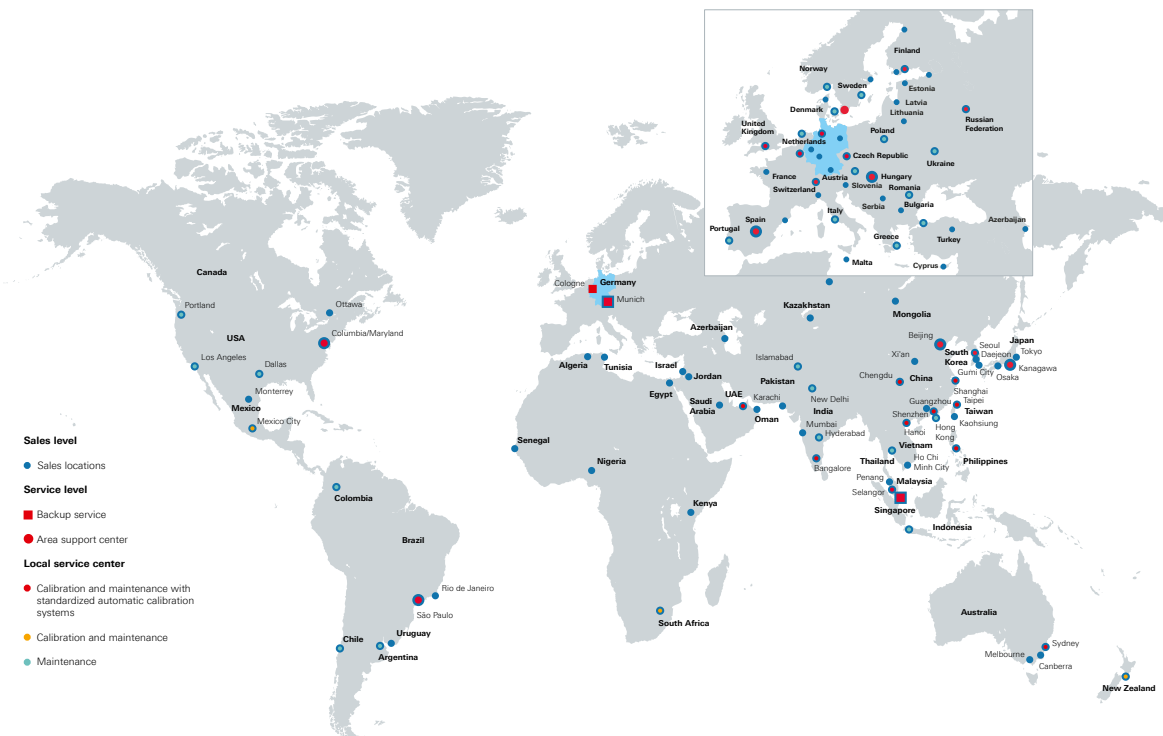 Finland
Norway
Sweden
Estonia
Denmark
Latvia
Lithuania
United
Kingdom
Russian
Federation
Netherlands
Poland
Czech Republic
Ukraine
France
Austria
Hungary
Switzerland
Slovenia
Romania
Serbia
Bulgaria
Italy
Spain
Portugal
Azerbaijan
Greece
Turkey
Malta
Cyprus
Canada
Portland
Ottawa
USA
Columbia/Maryland
Los Angeles
Dallas
Monterrey
Mexico
Mexico City
Cologne
Germany
Munich
Kazakhstan
Mongolia
Azerbaijan
Beijing
Japan
Seoul
South
Korea
Daejeon
Tokyo
Xi'an
Gumi City
Kanagawa
Osaka
Algeria
Tunisia
Israel
Jordan
Islamabad
Pakistan
Chengdu
China
Shanghai
Egypt
Saudi
Arabia
UAE
Karachi
New Delhi
India
Guangzhou
Taipei
Oman
Mumbai
Shenzhen
Taiwan
Kaohsiung
Hyderabad
Hanoi
Hong
Kong
Senegal
Nigeria
Bangalore
Vietnam
Thailand
Ho Chi
Minh City
Philippines
Penang
Malaysia
Selangor
Singapore
Kenya
Indonesia
Colombia
Brazil
Rio de Janeiro
São Paulo
Chile
Uruguay
Argentina
South Africa
Australia
Sydney
Melbourne
Canberra
New Zealand
Sales level
Sales locations
Service level
Backup service
Area support center
Local service center
Calibration and maintenance with
standardized automatic calibration
systems
Calibration and maintenance
Maintenance